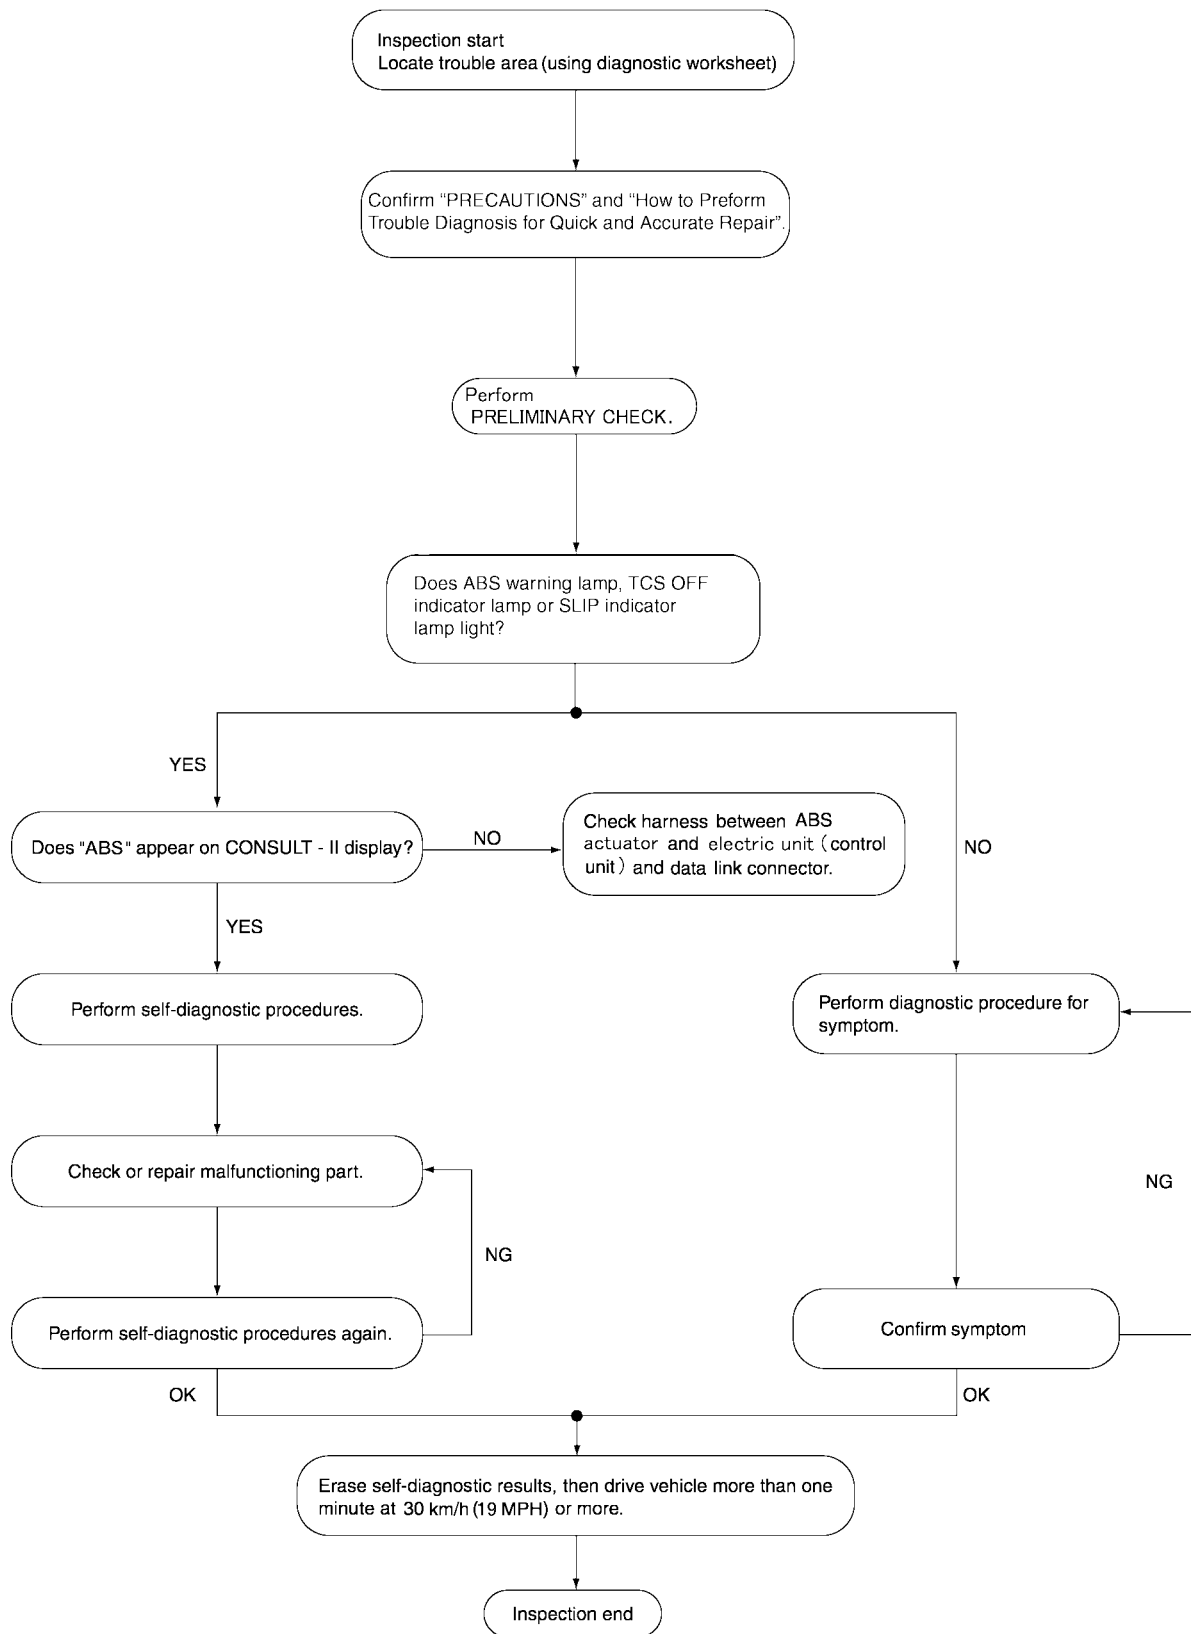 Inspection start
Locate trouble area (using diagnostic worksheet)
Confirm “PRECAUTIONS” and “How to Preform
Trouble Diagnosis for Quick and Accurate Repair”.
Perform
PRELIMINARY CHECK.
Does ABS warning lamp, TCS OFF
indicator lamp or SLIP indicator
lamp light?
YES
NO
Does "ABS" appear on CONSULT - II display?
NO
Check harness between ABS
actuator and electric unit (control
unit) and data link connector.
YES
Perform self-diagnostic procedures.
Perform diagnostic procedure for
symptom.
Check or repair malfunctioning part.
NG
NG
Perform self-diagnostic procedures again.
Confirm symptom
OK
OK
Erase self-diagnostic results, then drive vehicle more than one
minute at 30 km/h (19 MPH) or more.
Inspection end